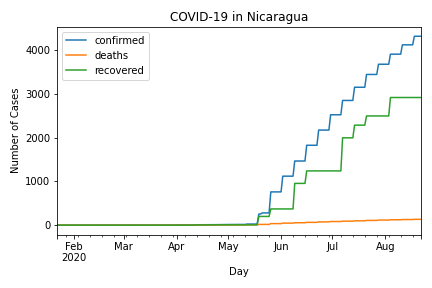 COVID-19 in Nicaragua
confirmed
deaths
recovered
Number of Cases
4000
3000
2000
1000
0
Feb
2020
Mar
Apr
May
Jun
Jul
Aug
Day